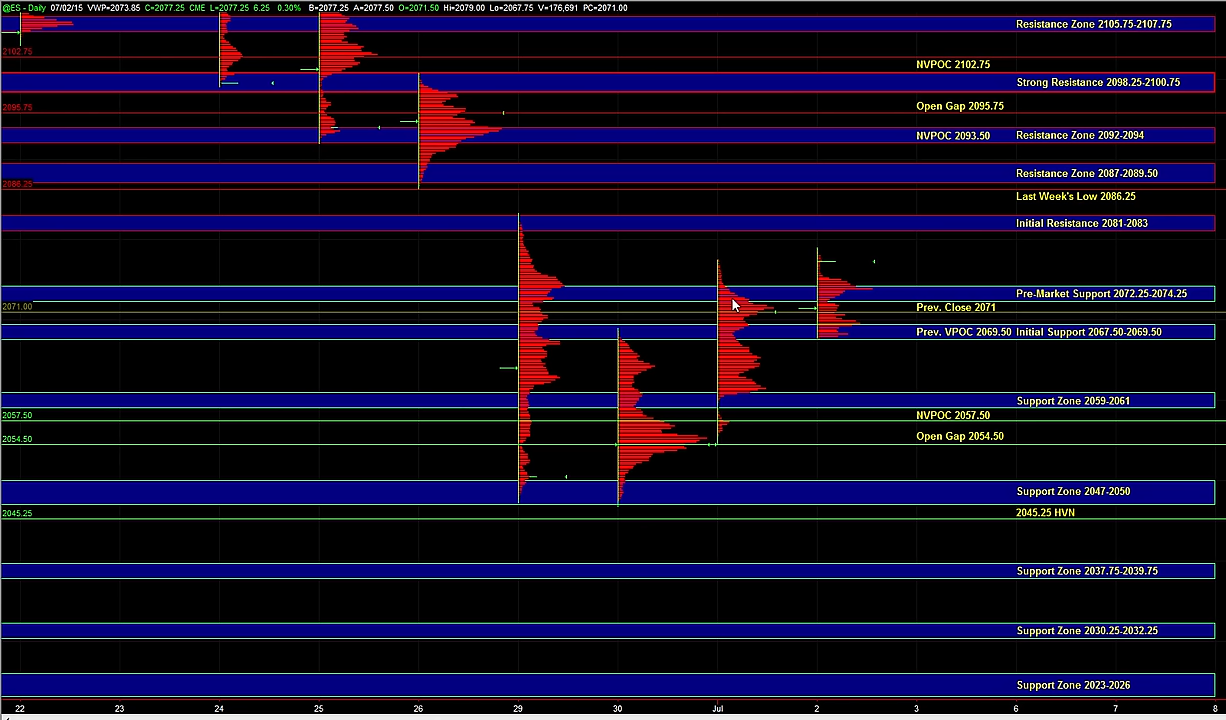 @ES - Daily 07/02/15 VWP=2073.85 C=2077.25 CME L=2077.25 6.25 0.30% B=2077.25 A=2077.50 O=2071.50 Hi=2079.00 Lo=2067.75 V=176,691 PC=2071.00
Resistance Zone 2105.75-2107.75
2102.75
NVPOC 2102.75
Strong Resistance 2098.25-2100.75
2095.75
Open Gap 2095.75
NVPOC 2093.50 Resistance Zone 2092-2094
Resistance Zone 2087-2089.50
2086.25
Last Week's Low 2086.25
Initial Resistance 2081-2083
Pre-Market Support 2072.25-2074.25
2071.00
Prev. Close 2071
Prev. VPOC 2069.50 Initial Support 2067.50-2069.50
Support Zone 2059-2061
2057.50
NVPOC 2057.50
2054.50
Open Gap 2054.50
Support Zone 2047-2050
2045.25
2045.25 HVN
Support Zone 2037.75-2039.75
Support Zone 2030.25-2032.25
Support Zone 2023-2026
22 23 24 25 26 29 30 Jul 2 3 6 7 8